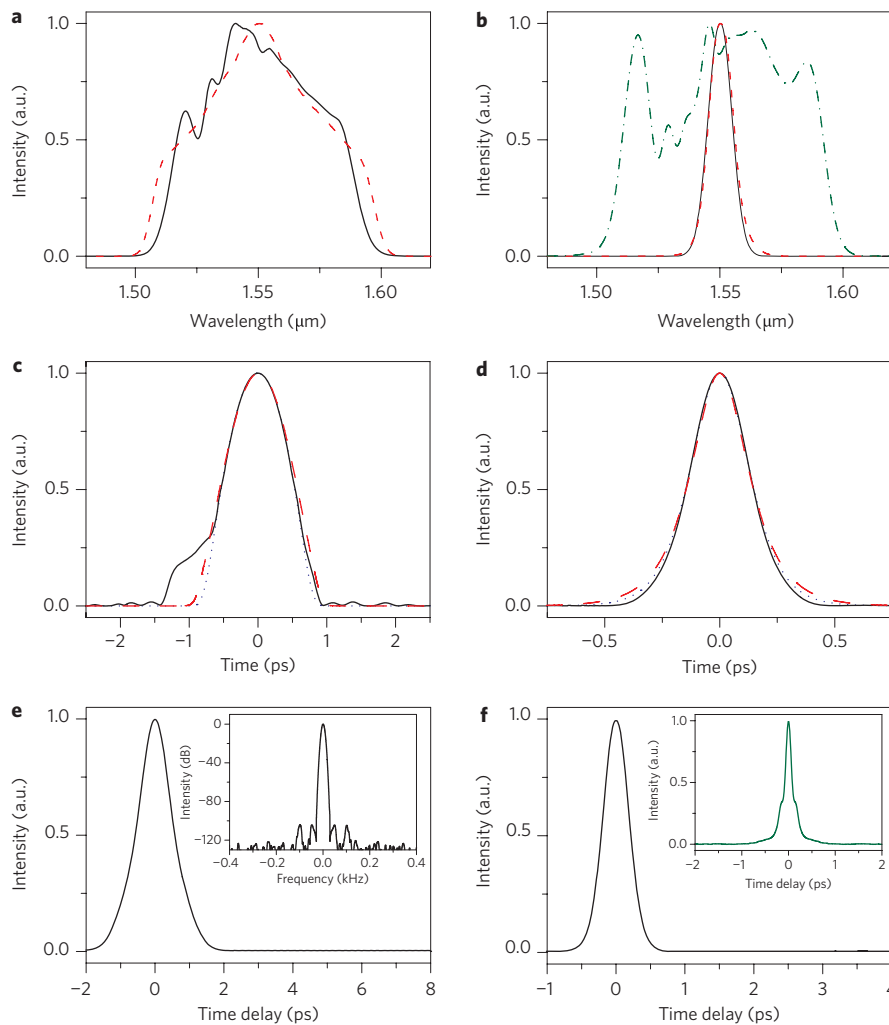 a
Intensity (a.u.)
1.0
0.5
0.0
1.50
1.55
1.60
Wavelength (μm)
b
Intensity (a.u.)
1.0
0.5
0.0
1.50
1.55
1.60
Wavelength (μm)
c
Intensity (a.u.)
1.0
0.5
0.0
−2
−1
0
1
2
Time (ps)
d
Intensity (a.u.)
1.0
0.5
0.0
−0.5
0.0
0.5
Time (ps)
e
Intensity (a.u.)
1.0
0.5
0.0
−2
0
2
4
6
8
Time delay (ps)
Intensity (dB)
0
−40
−80
−120
−0.4
−0.2
0.0
0.2
0.4
Frequency (kHz)
f
Intensity (a.u.)
1.0
0.5
0.0
−1
0
1
2
3
4
Time delay (ps)
Intensity (a.u.)
1.0
0.5
0.0
−2
−1
0
1
2
Time delay (ps)